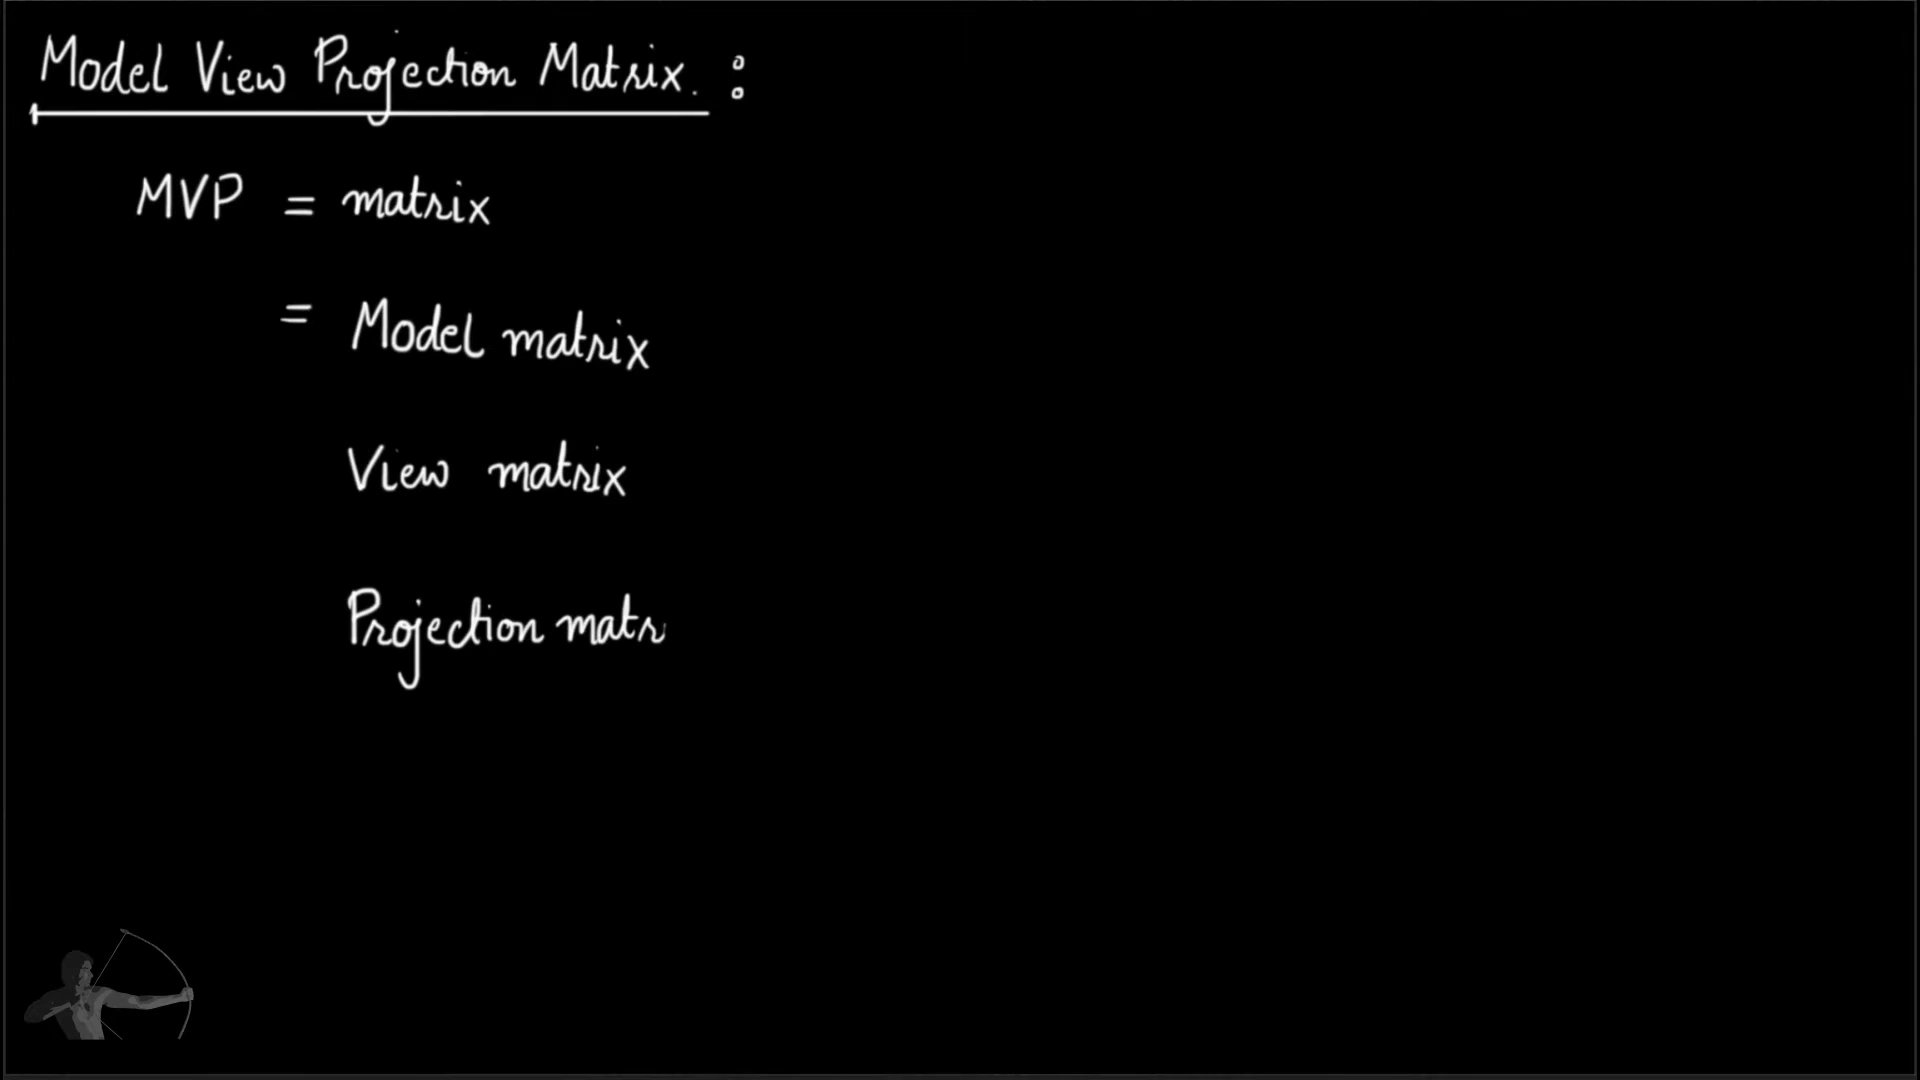 Model View Projection Matrix. :
MVP = matrix
= Model matrix
View matrix
Projection matr